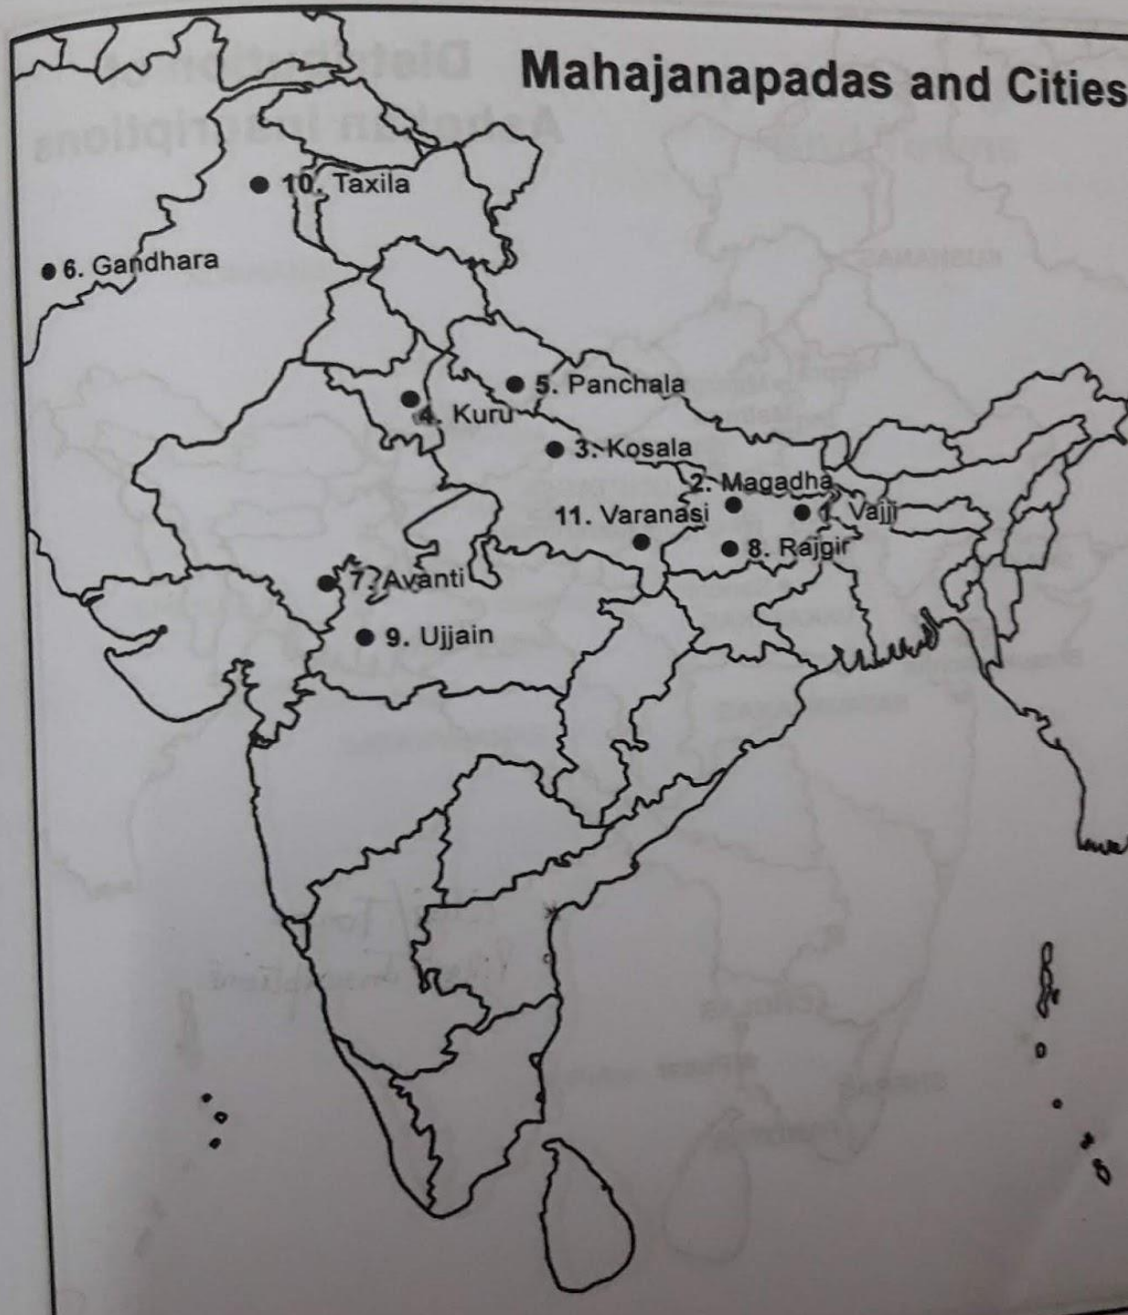 Mahajanapadas and Cities
10. Taxila
6. Gandhara
5. Panchala
4. Kuru
3. Kosala
2. Magadha
11. Varanasi
1. Vajji
8. Rajgir
7. Avanti
9. Ujjain